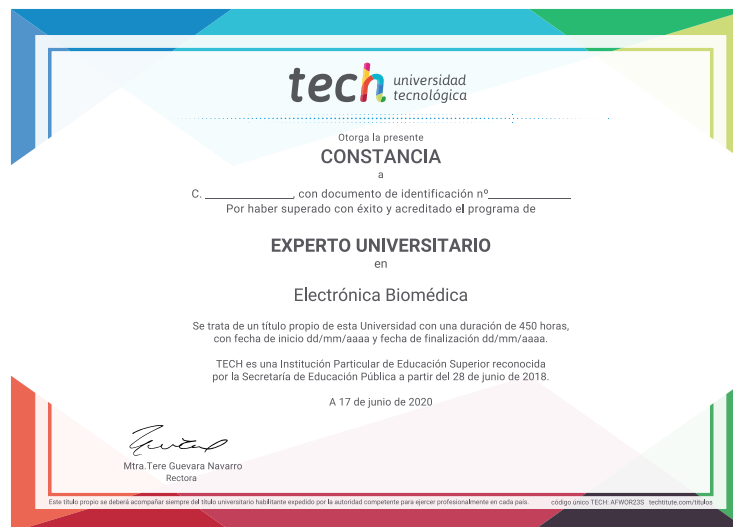 tech universidad
tecnológica
Otorga la presente
CONSTANCIA
a
C. ________________, con documento de identificación nº_______________
Por haber superado con éxito y acreditado el programa de
EXPERTO UNIVERSITARIO
en
Electrónica Biomédica
Se trata de un título propio de esta Universidad con una duración de 450 horas,
con fecha de inicio dd/mm/aaaa y fecha de finalización dd/mm/aaaa.
TECH es una Institución Particular de Educación Superior reconocida
por la Secretaría de Educación Pública a partir del 28 de junio de 2018.
A 17 de junio de 2020
Mtra.Tere Guevara Navarro
Rectora
Este título propio se deberá acompañar siempre del título universitario habilitante expedido por la autoridad competente para ejercer profesionalmente en cada país. código único TECH: AFWOR23S techtitute.com/titulos